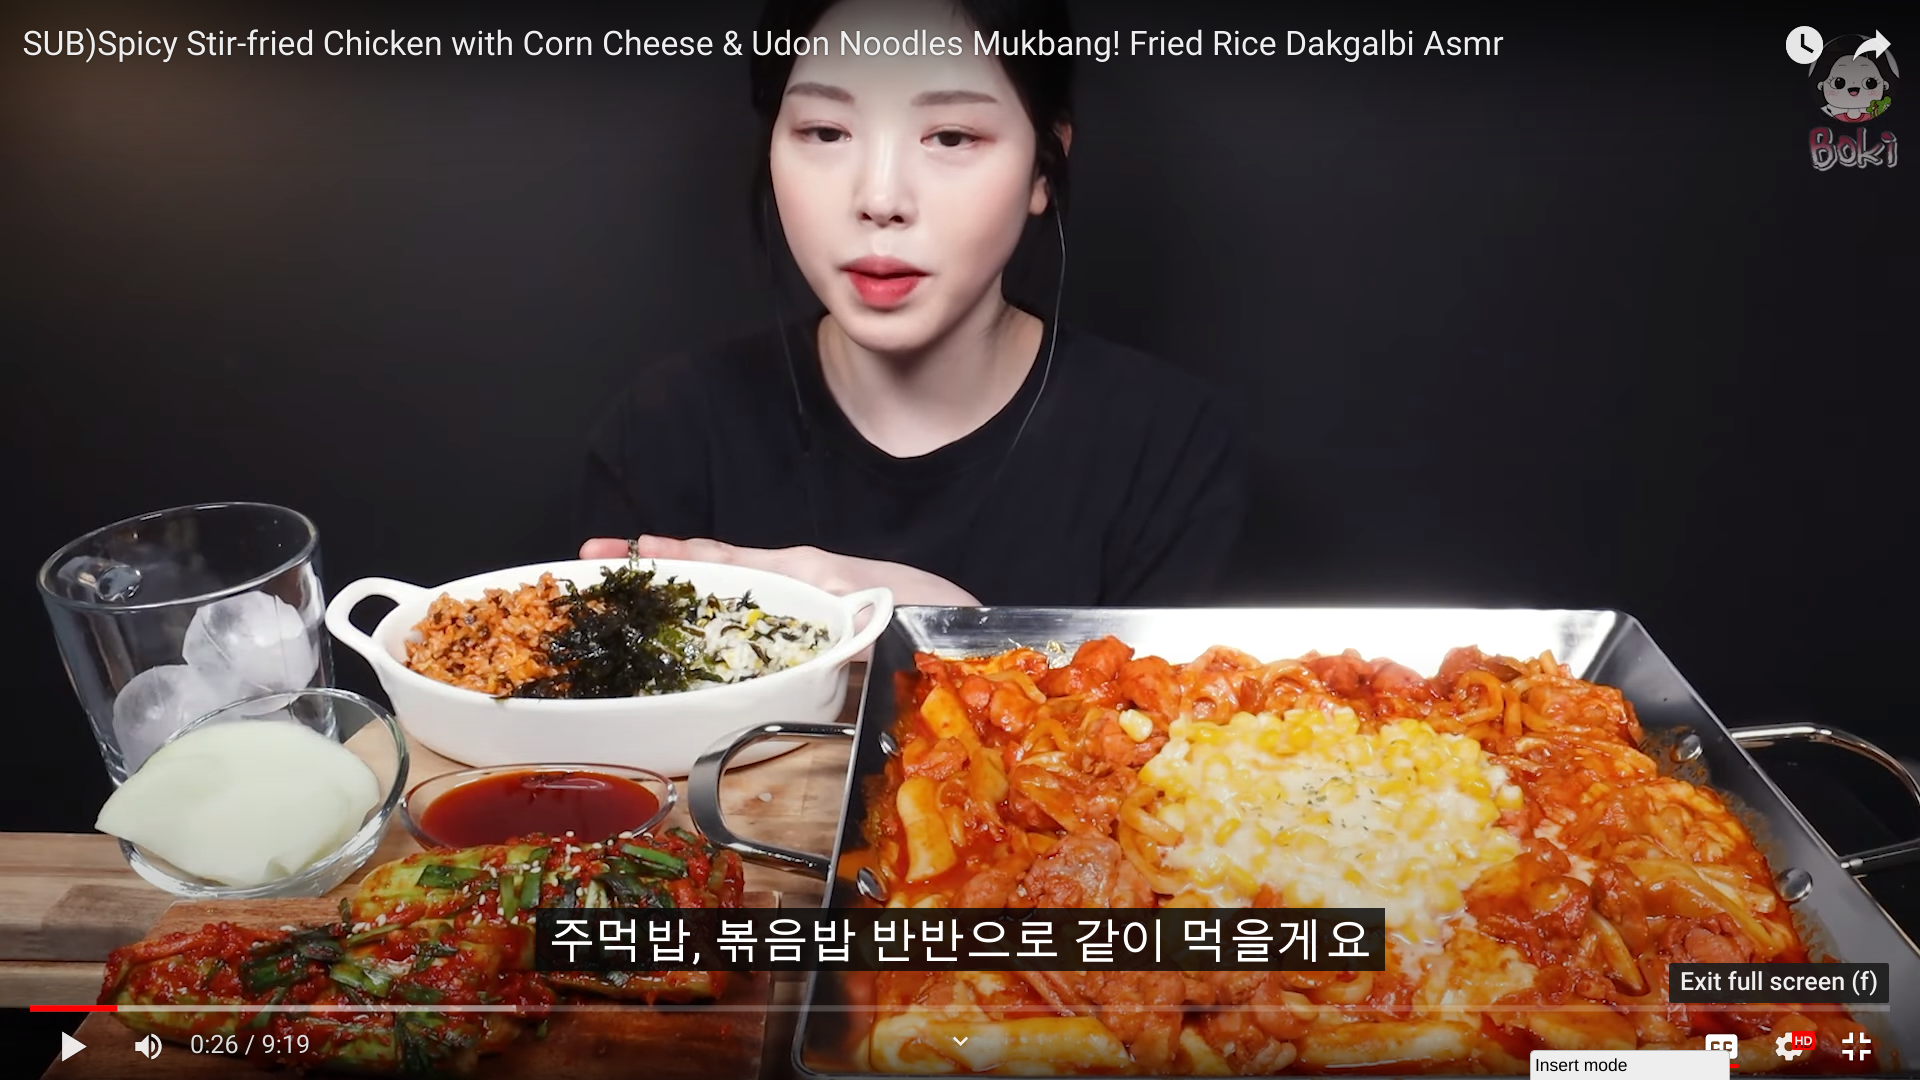 SUB)Spicy Stir-fried Chicken with Corn Cheese & Udon Noodles Mukbang! Fried Rice Dakgalbi Asmr
Boki
주먹밥, 볶음밥 반반으로 같이 먹을게요
Exit full screen (f)
0:26 / 9:19
HD
Insert mode